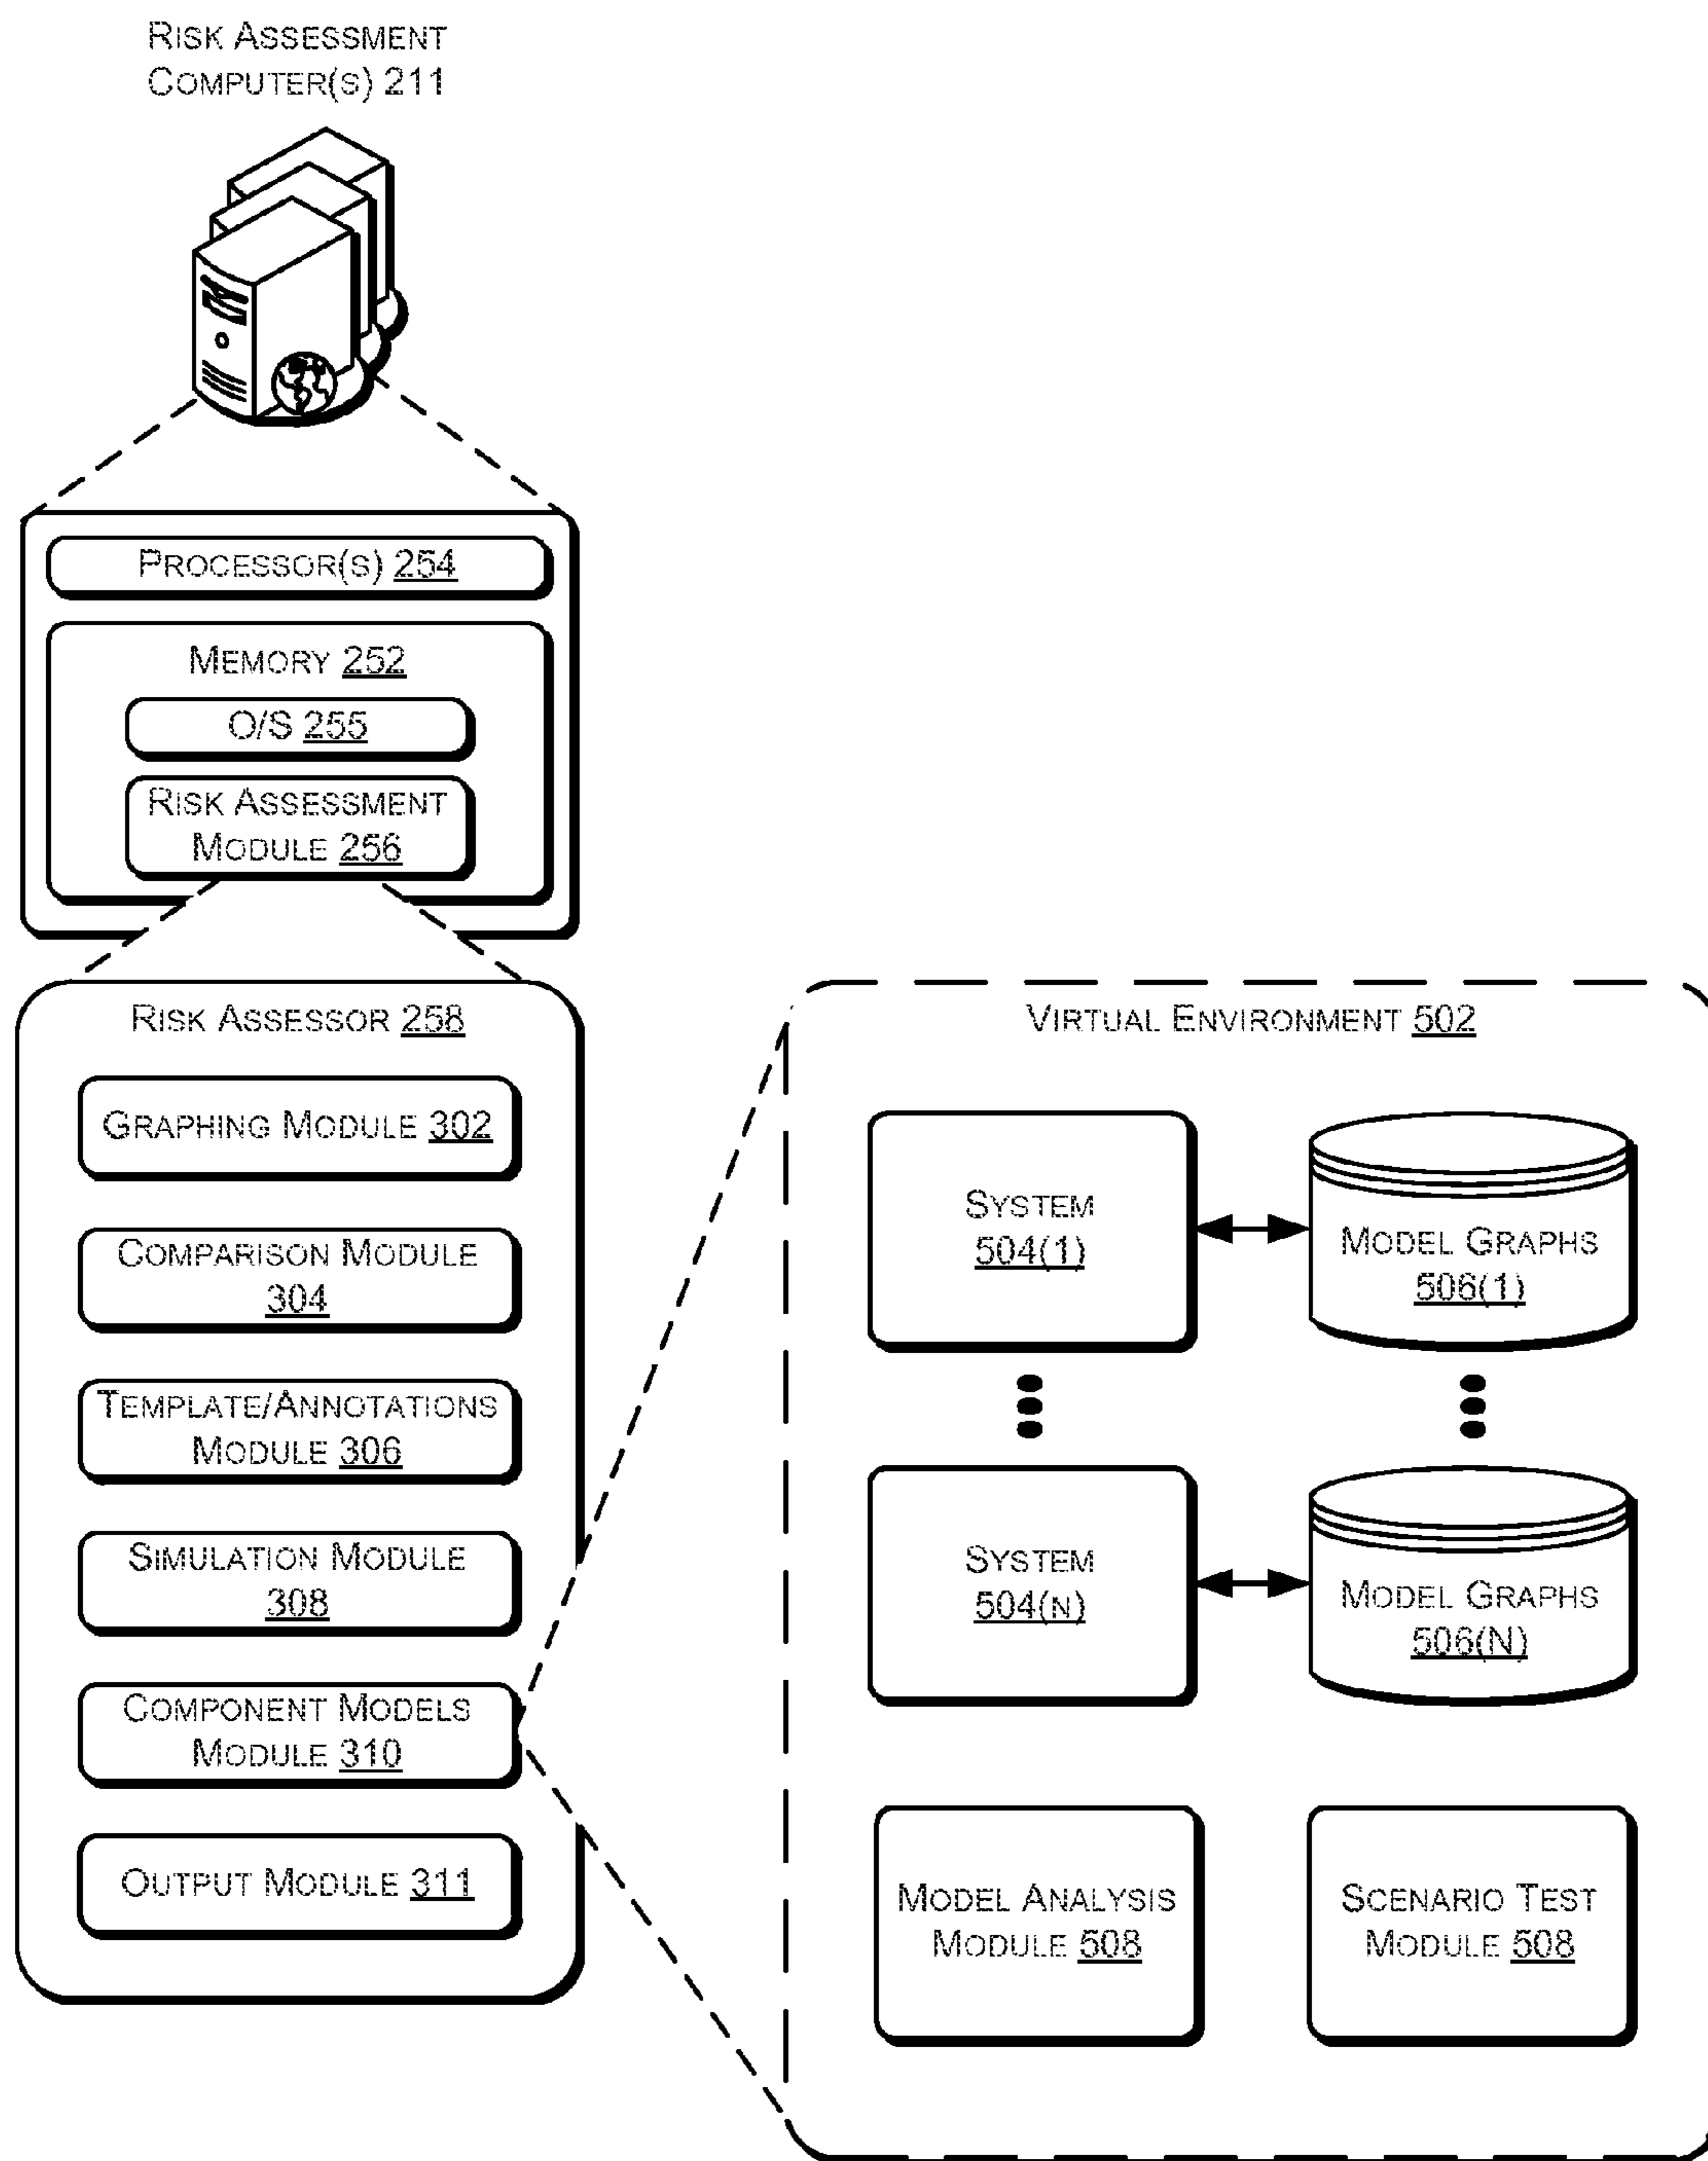 RISK ASSESSMENT
COMPUTER(S) 211
PROCESSOR(S) 254
MEMORY 252
O/S 255
RISK ASSESSMENT
MODULE 256
RISK ASSESSOR 258
GRAPHING MODULE 302
COMPARISON MODULE
304
TEMPLATE/ANNOTATIONS
MODULE 306
SIMULATION MODULE
308
COMPONENT MODELS
MODULE 310
OUTPUT MODULE 311
VIRTUAL ENVIRONMENT 502
SYSTEM
504(1)
MODEL GRAPHS
506(1)
SYSTEM
504(N)
MODEL GRAPHS
506(N)
MODEL ANALYSIS
MODULE 508
SCENARIO TEST
MODULE 508